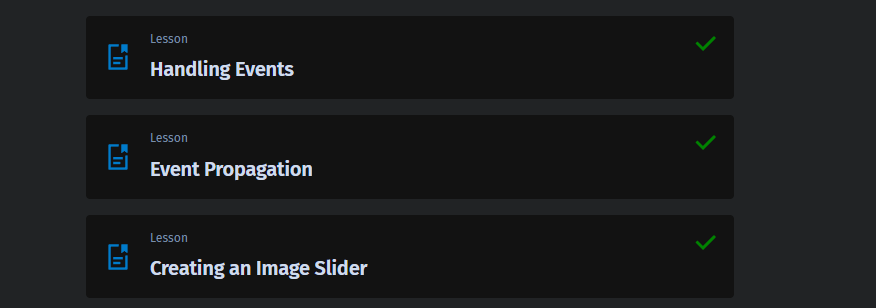 Lesson
Handling Events
Lesson
Event Propagation
Lesson
Creating an Image Slider